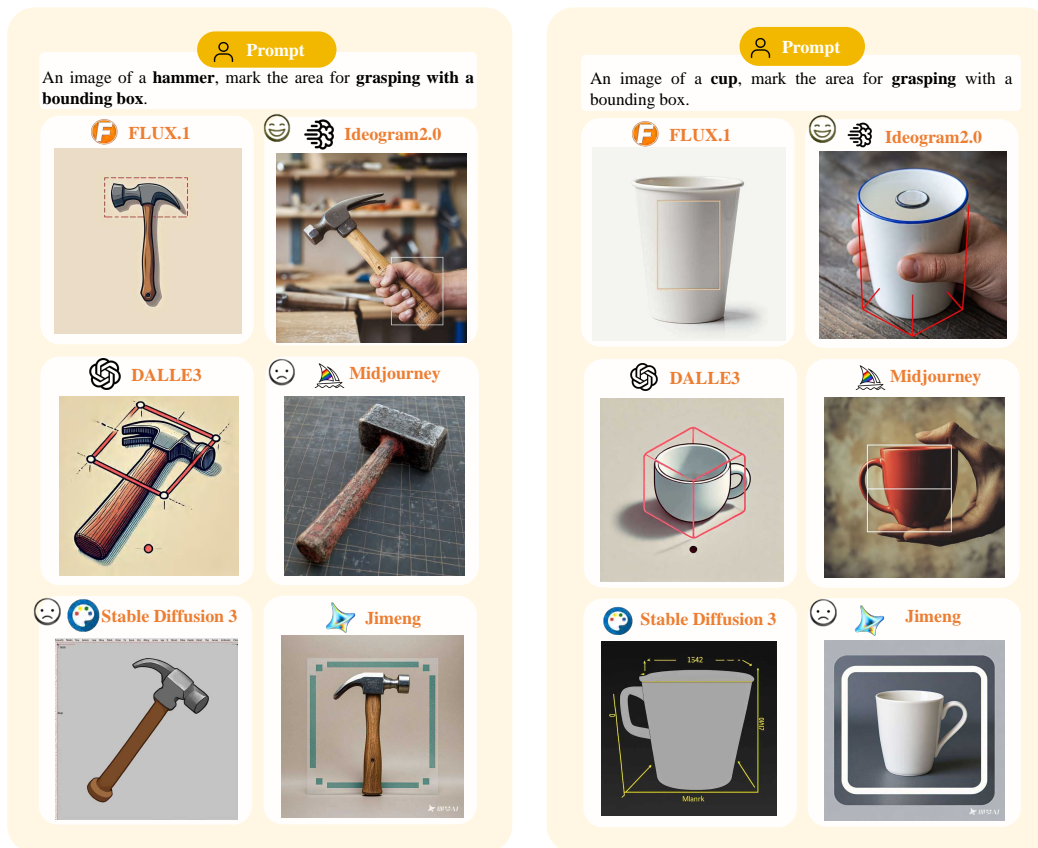 Prompt
An image of a hammer, mark the area for grasping with a
bounding box.
FLUX.1
Ideogram2.0
DALLE3
Midjourney
Stable Diffusion 3
Jimeng
Prompt
An image of a cup, mark the area for grasping with a
bounding box.
FLUX.1
Ideogram2.0
DALLE3
Midjourney
Stable Diffusion 3
1542
Mlanrk
Jimeng